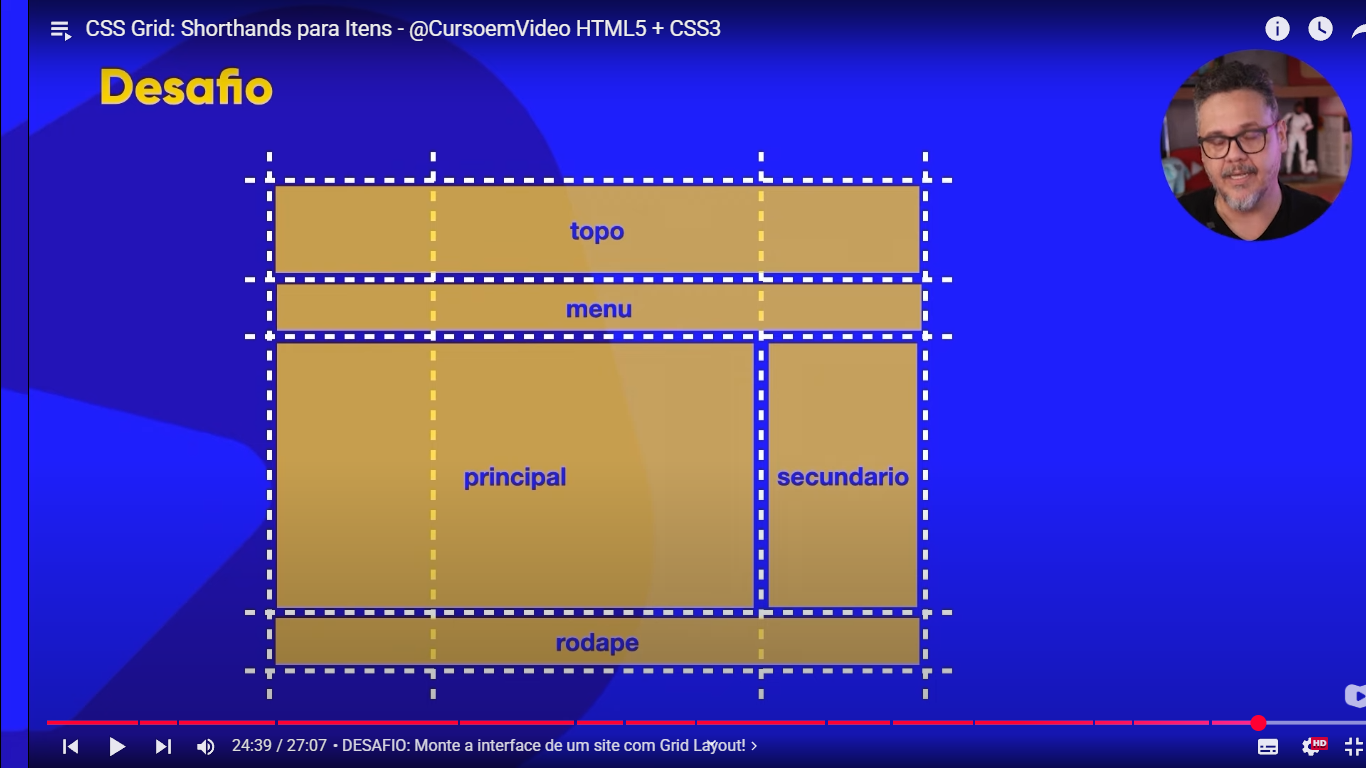 CSS Grid: Shorthands para Itens - @CursoemVideo HTML5 + CSS3
Desafio
topo
menu
principal
secundario
rodape
24:39 / 27:07 • DESAFIO: Monte a interface de um site com Grid Layout! ›
HD